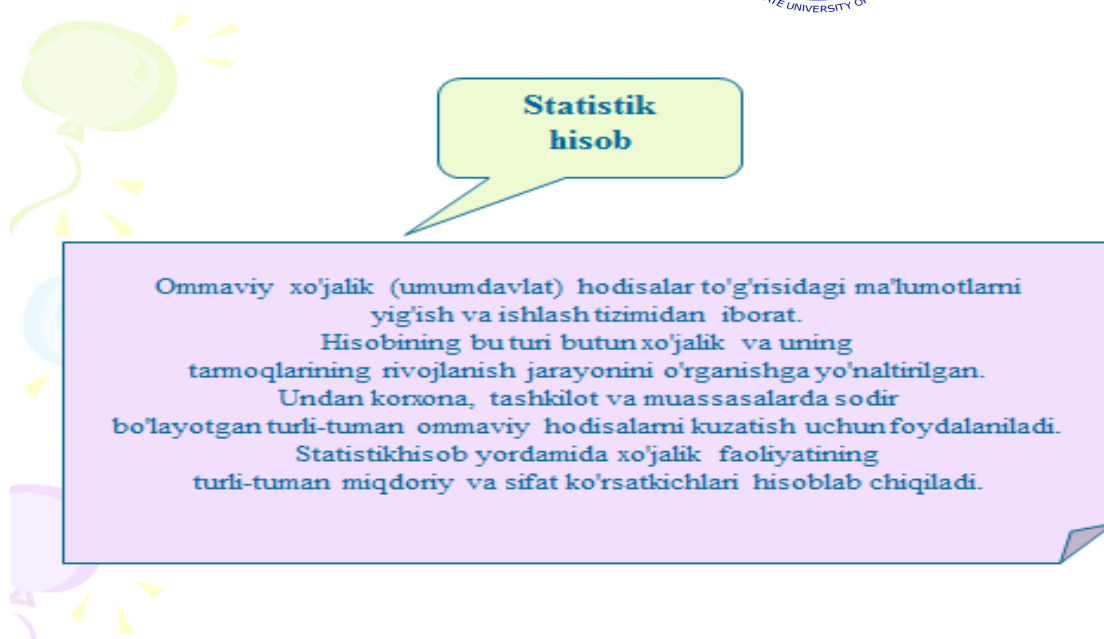 UNIVERSITY
Statistik
hisob
Ommaviy xo'jalik (umumdavlat) hodisalar to'g'risidagi ma'lumotlarni
yig'ish va ishlash tizimidan iborat.
Hisobining bu turi butun xo'jalik va uning
tarmoqlarining rivojlanish jarayonini o'rganishga yo'naltirilgan.
Undan korxona, tashkilot va muassasalarda sodir
bo'layotgan turli-tuman ommaviy hodisalarni kuzatish uchun foydalaniladi.
Statistikhisob yordamida xo'jalik faoliyatining
turli-tuman miqdoriy va sifat ko'rsatkichlari hisoblab chiqiladi.